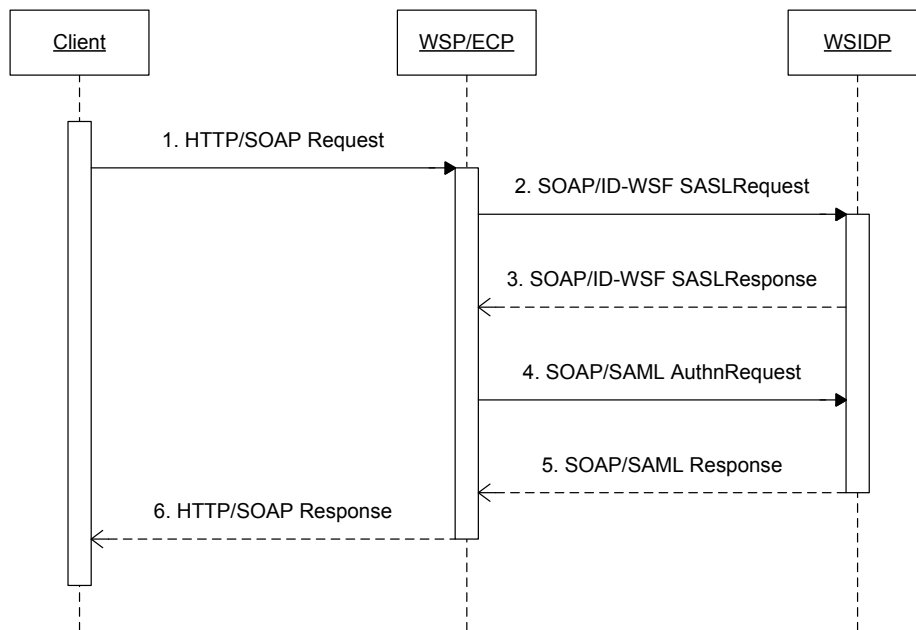 Client
WSP/ECP
WSIDP
1. HTTP/SOAP Request
2. SOAP/ID-WSF SASLRequest
3. SOAP/ID-WSF SASLResponse
4. SOAP/SAML AuthnRequest
5. SOAP/SAML Response
6. HTTP/SOAP Response